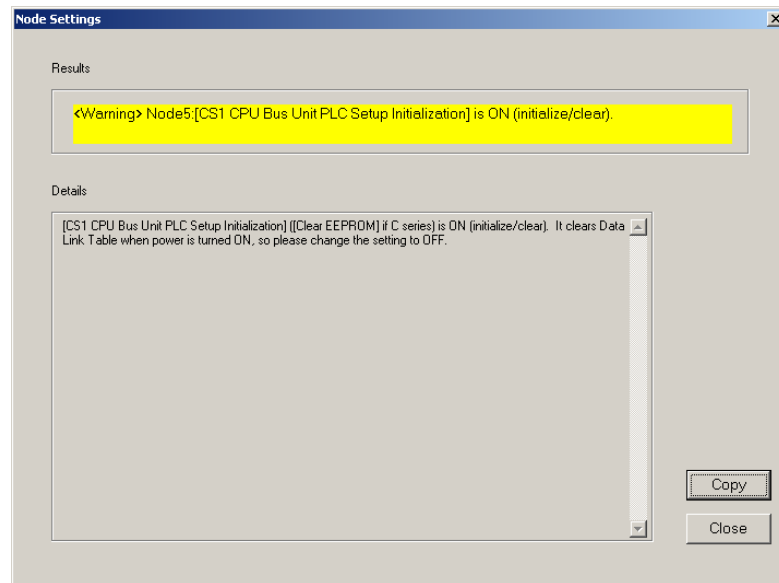 Node Settings
Results
<Warning> Node5:[CS1 CPU Bus Unit PLC Setup Initialization] is ON (initialize/clear).
Details
[CS1 CPU Bus Unit PLC Setup Initialization] ([Clear EEPROM] if C series) is ON (initialize/clear). It clears Data
Link Table when power is turned ON, so please change the setting to OFF.
Copy
Close